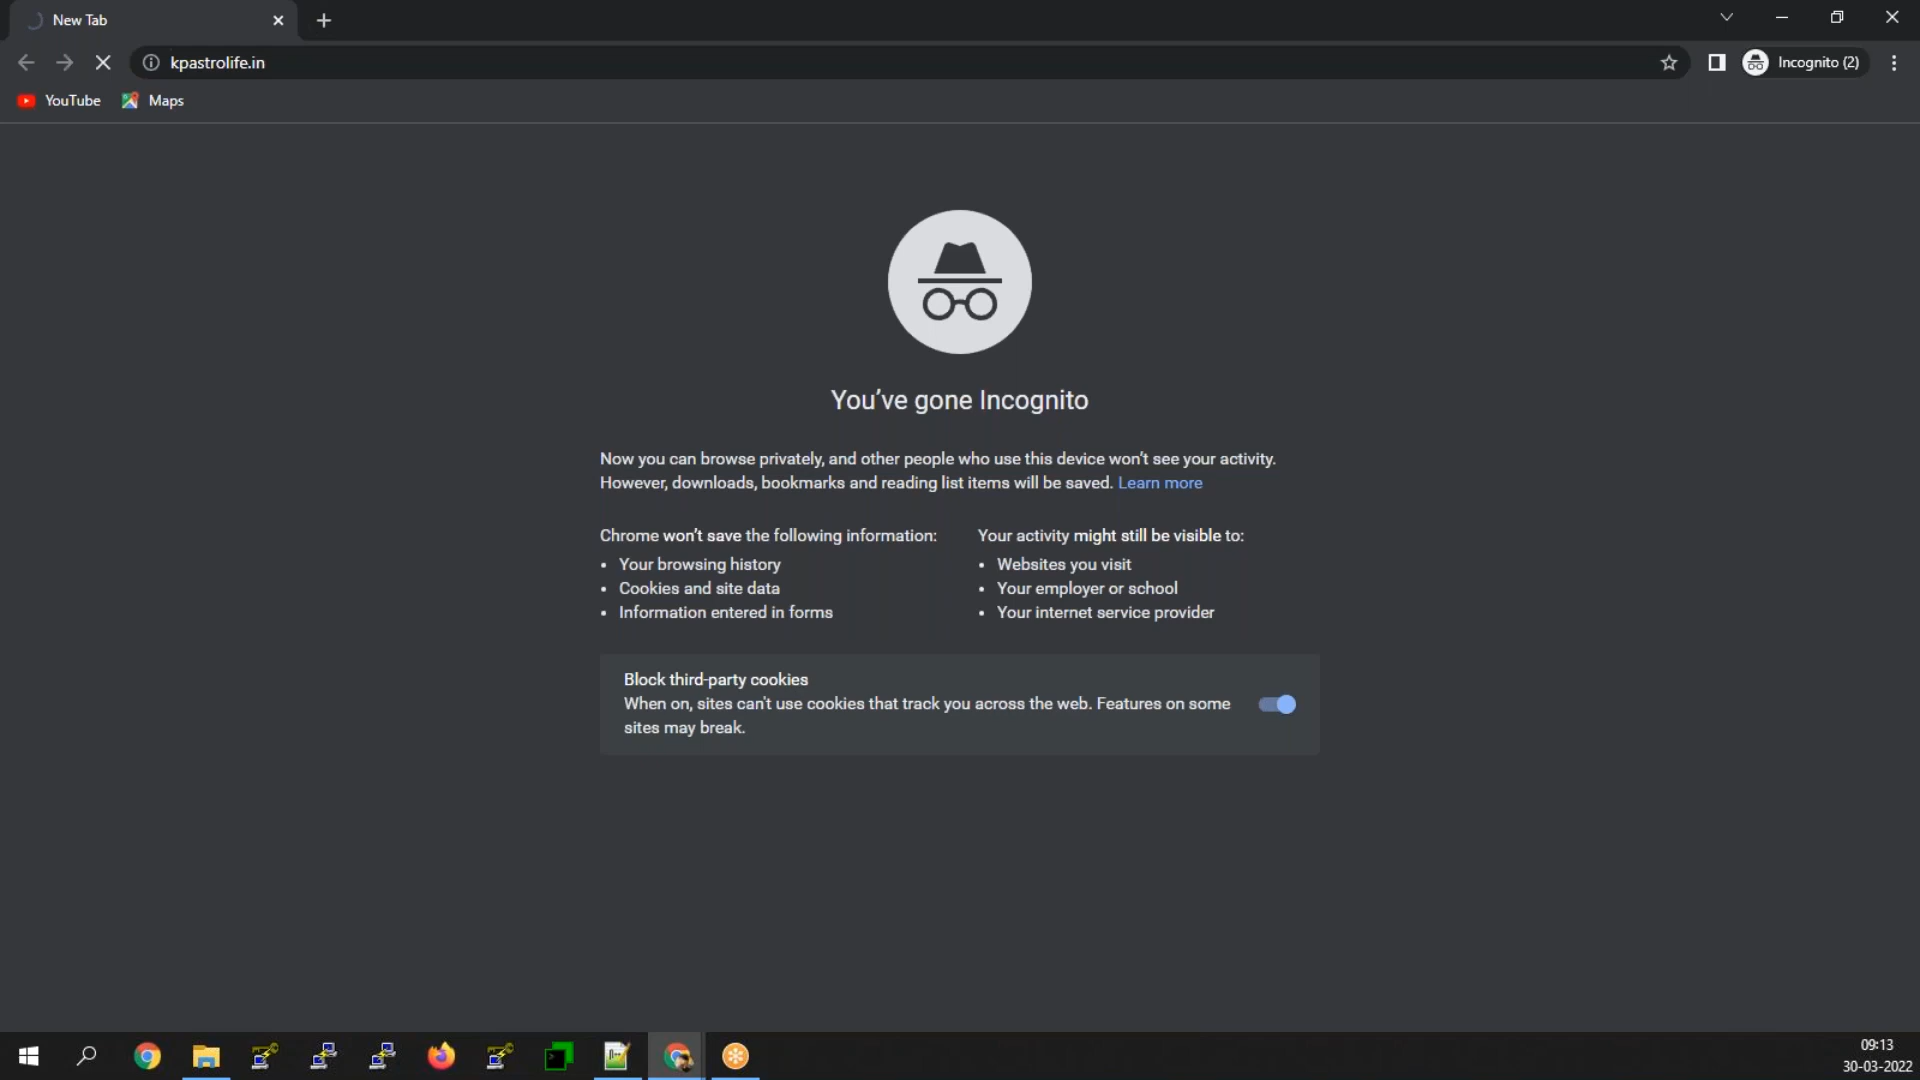 New Tab
kpastrolife.in
Incognito (2)
YouTube
Maps
You've gone Incognito
Now you can browse privately, and other people who use this device won't see your activity.
However, downloads, bookmarks and reading list items will be saved. Learn more
Chrome won't save the following information:
Your browsing history
Cookies and site data
Information entered in forms
Your activity might still be visible to:
Websites you visit
Your employer or school
Your internet service provider
Block third-party cookies
When on, sites can't use cookies that track you across the web. Features on some
sites may break.
09:13
30-03-2022